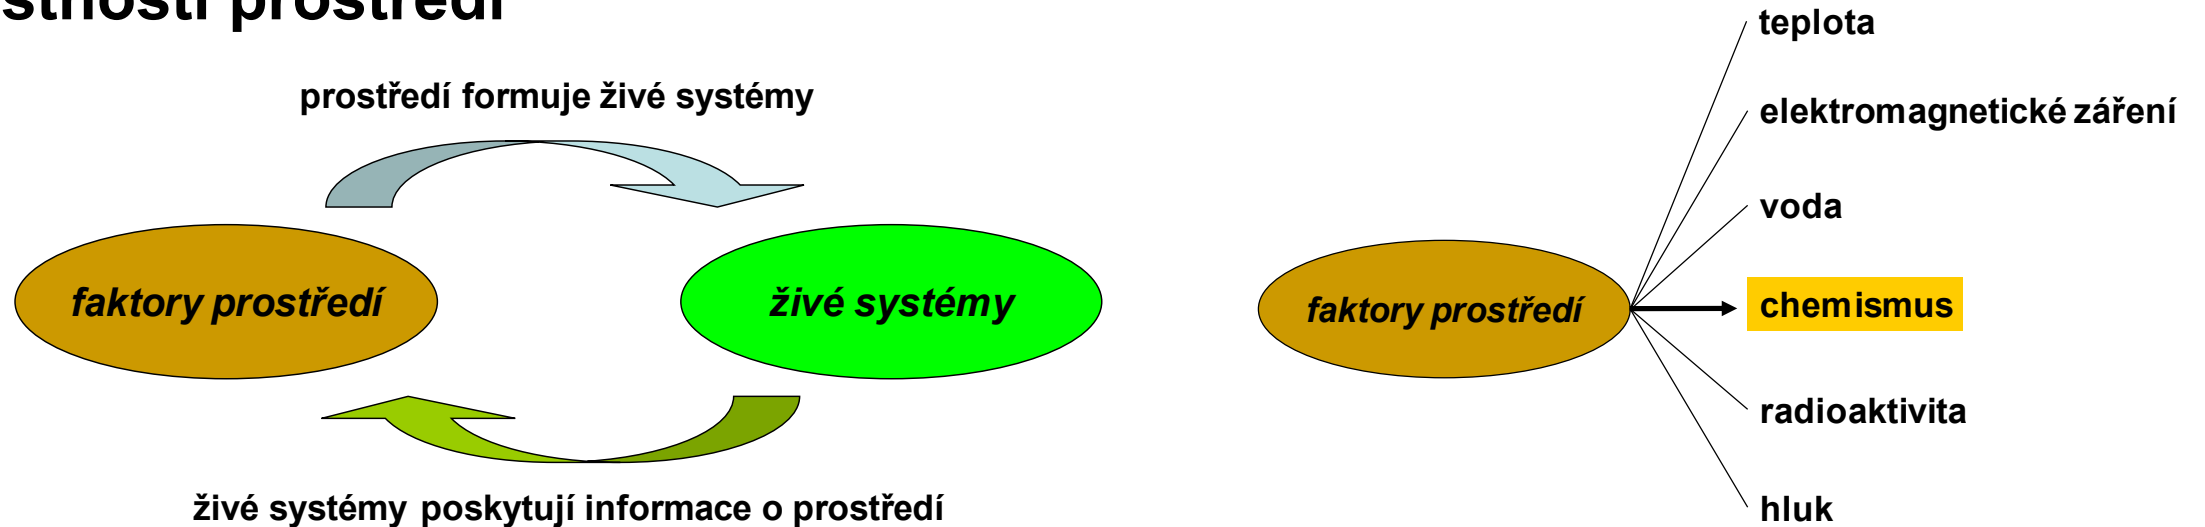 prostředí
prostředí formuje živé systémy
faktory prostředí
živé systémy
živé systémy poskytují informace o prostředí
faktory prostředí
teplota
elektromagnetické záření
voda
chemismus
radioaktivita
hluk